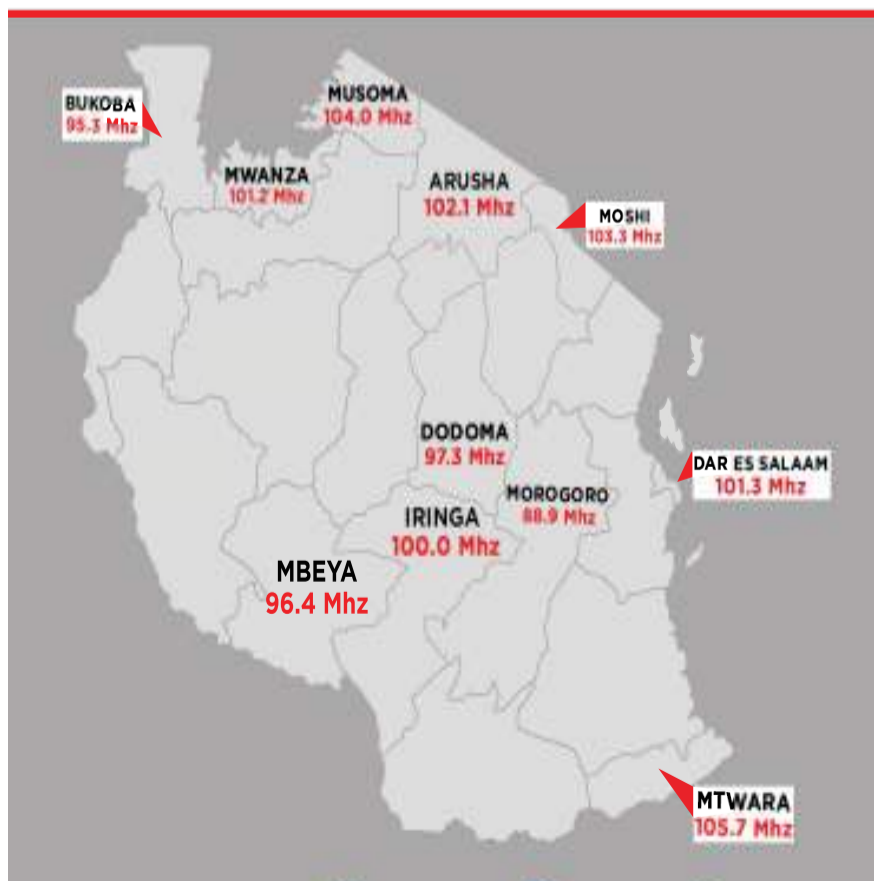 BUKOBA
95.3 Mhz
MUSOMA
104.0 Mhz
MWANZA
101.2 Mhz
ARUSHA
102.1 Mhz
MOSHI
103.3 Mhz
DODOMA
97.3 Mhz
DAR ES SALAAM
101.3 Mhz
MOROGORO
88.9 Mhz
IRINGA
100.0 Mhz
MBEYA
96.4 Mhz
MTWARA
105.7 Mhz